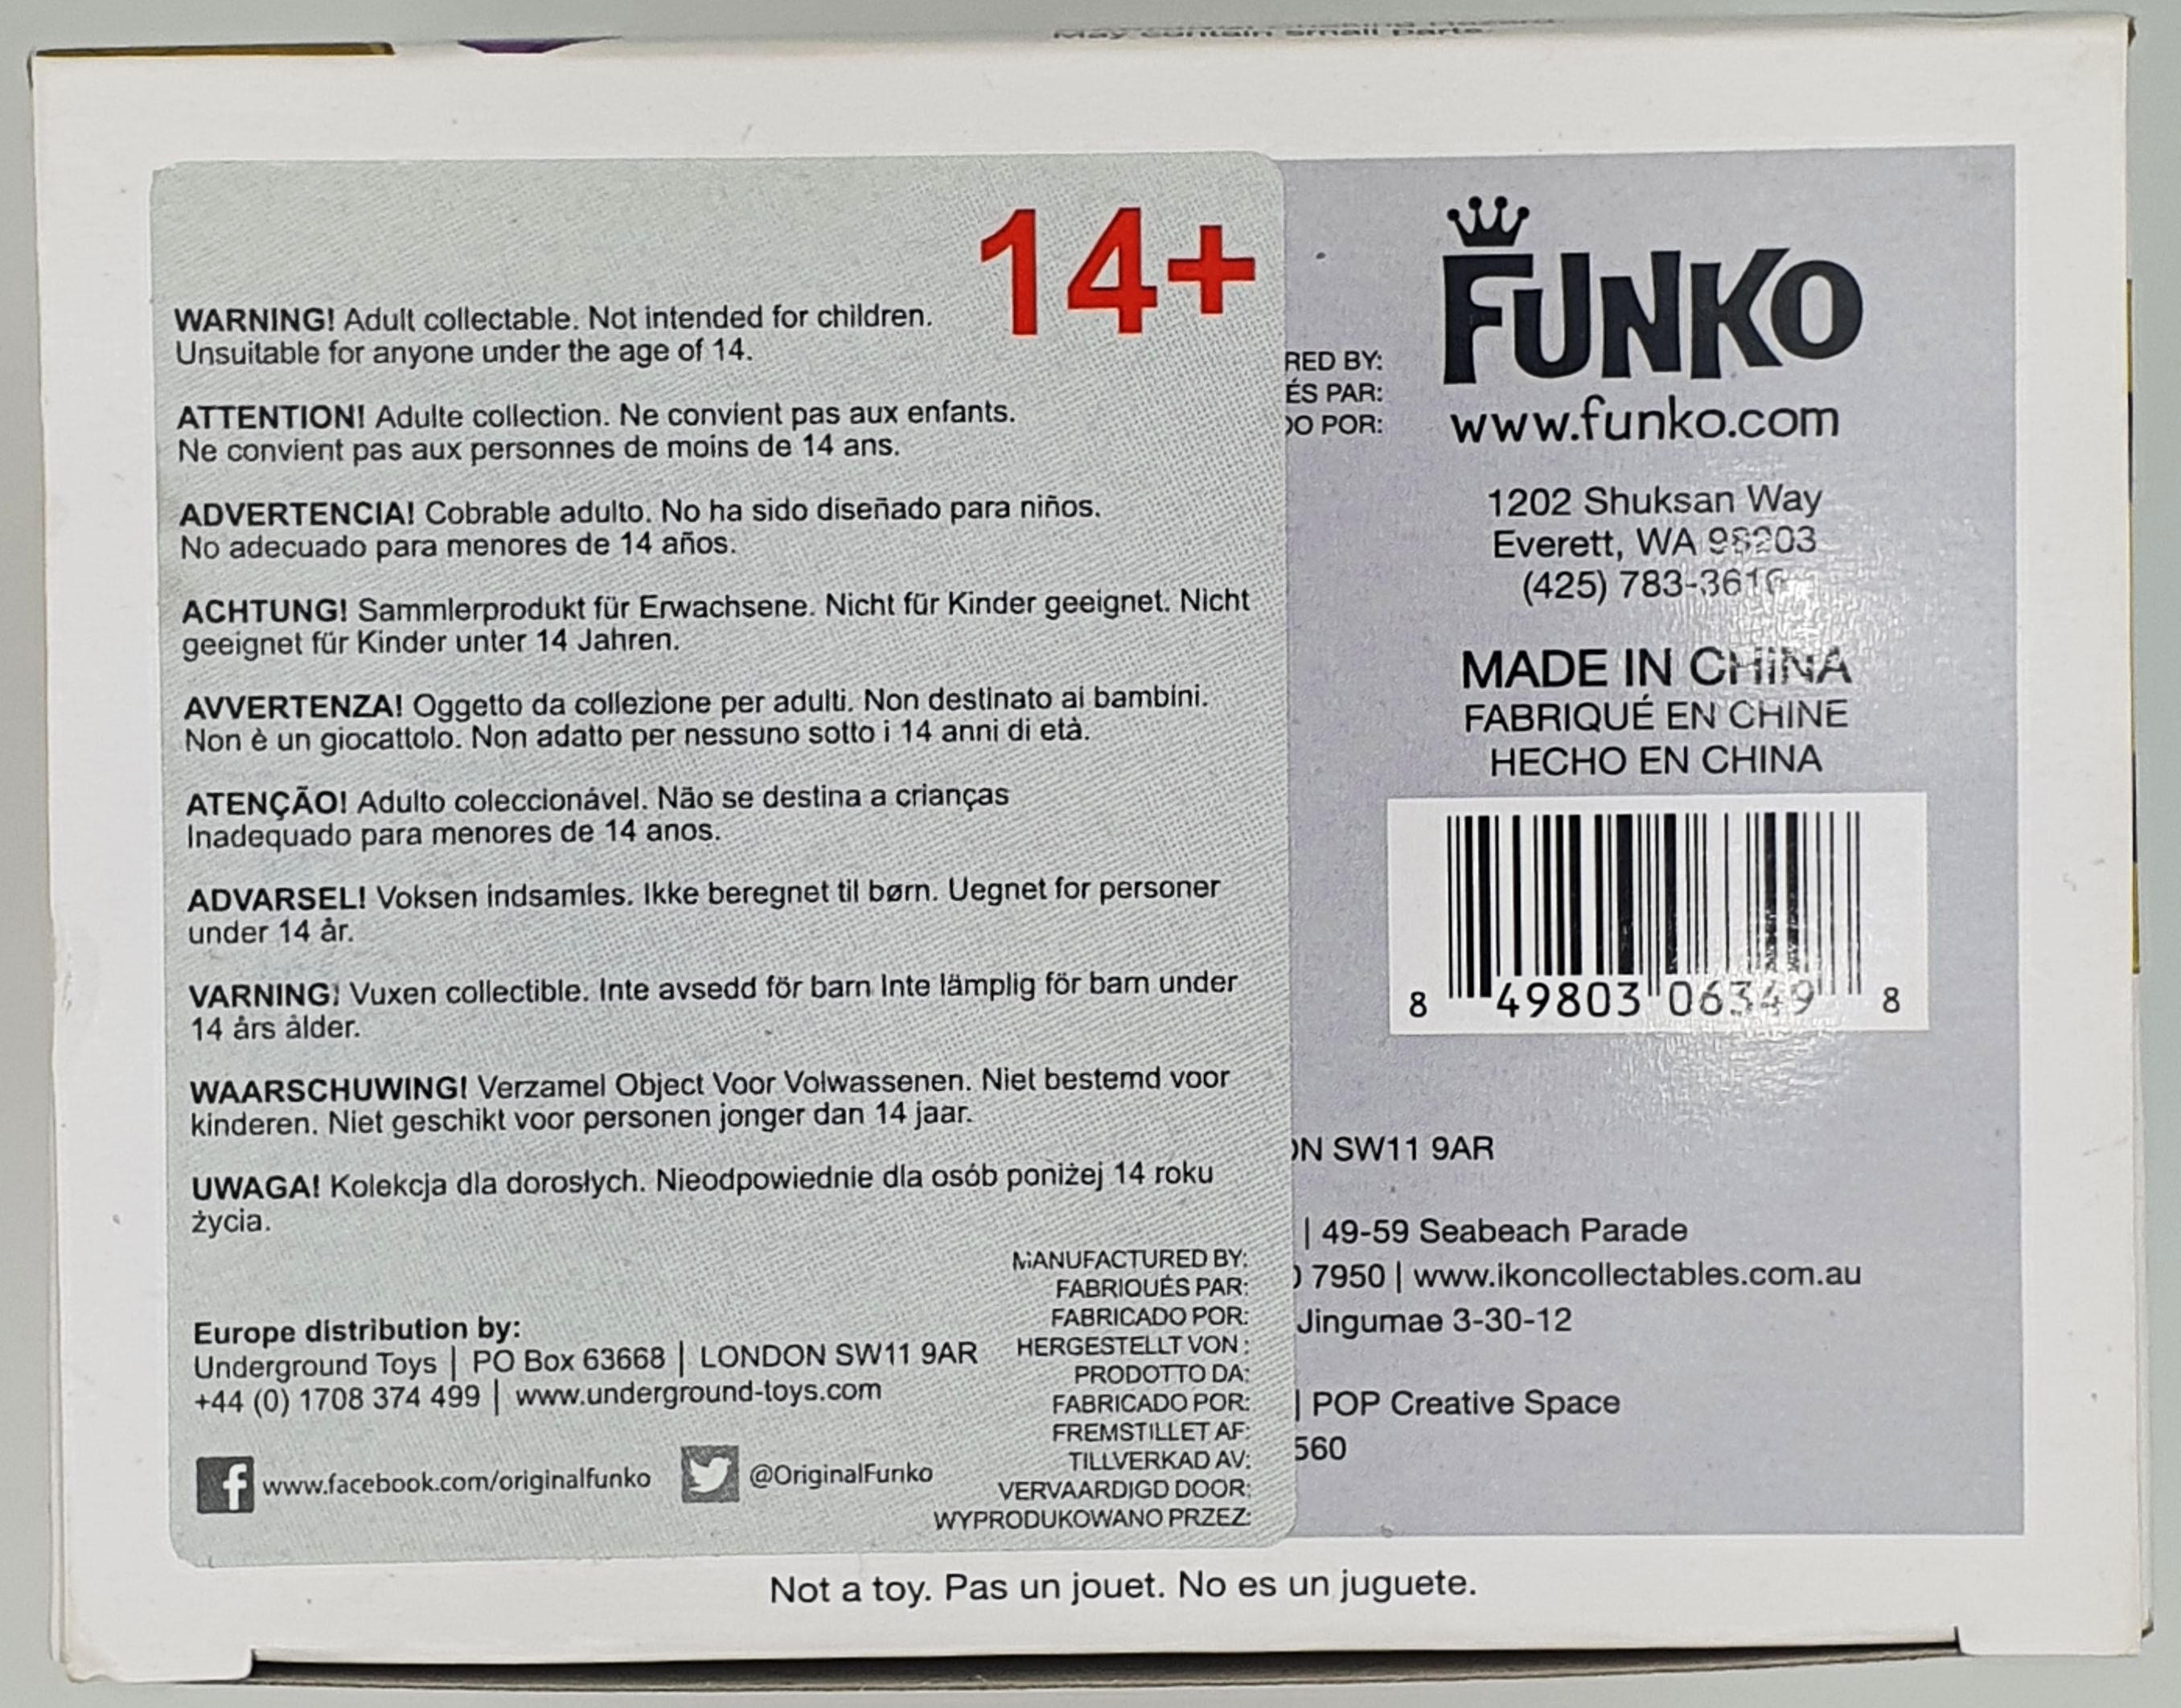 May contain small parts.
14+
WARNING! Adult collectable. Not intended for children.
Unsuitable for anyone under the age of 14.
ATTENTION! Adulte collection. Ne convient pas aux enfants.
Ne convient pas aux personnes de moins de 14 ans.
ADVERTENCIA! Cobrable adulto. No ha sido diseñado para niños.
No adecuado para menores de 14 años.
ACHTUNG! Sammlerprodukt für Erwachsene. Nicht für Kinder geeignet. Nicht
geeignet für Kinder unter 14 Jahren.
AVVERTENZA! Oggetto da collezione per adulti. Non destinato ai bambini.
Non è un giocattolo. Non adatto per nessuno sotto i 14 anni di età.
ATENÇÃO! Adulto coleccionável. Não se destina a crianças
Inadequado para menores de 14 anos.
ADVARSEL! Voksen indsamles. Ikke beregnet til børn. Uegnet for personer
under 14 år.
VARNING! Vuxen collectible. Inte avsedd för barn Inte lämplig för barn under
14 års ålder.
WAARSCHUWING! Verzamel Object Voor Volwassenen. Niet bestemd voor
kinderen. Niet geschikt voor personen jonger dan 14 jaar.
UWAGA! Kolekcja dla dorosłych. Nieodpowiednie dla osób poniżej 14 roku
życia.
Europe distribution by:
Underground Toys | PO Box 63668 | LONDON SW11 9AR
+44 (0) 1708 374 499 | www.underground-toys.com
www.facebook.com/originalfunko @OriginalFunko
MANUFACTURED BY:
FABRIQUÉS PAR:
FABRICADO POR:
HERGESTELLT VON :
PRODOTTO DA:
FABRICADO POR:
FREMSTILLET AF:
TILLVERKAD AV:
VERVAARDIGD DOOR:
WYPRODUKOWANO PRZEZ:
RED BY:
ÉS PAR:
DO POR:
FUNKO
www.funko.com
1202 Shuksan Way
Everett, WA 98203
(425) 783-3616
MADE IN CHINA
FABRIQUÉ EN CHINE
HECHO EN CHINA
8 49803 06349 8
ON SW11 9AR
| 49-59 Seabeach Parade
7950 | www.ikoncollectables.com.au
Jingumae 3-30-12
| POP Creative Space
560
Not a toy. Pas un jouet. No es un juguete.